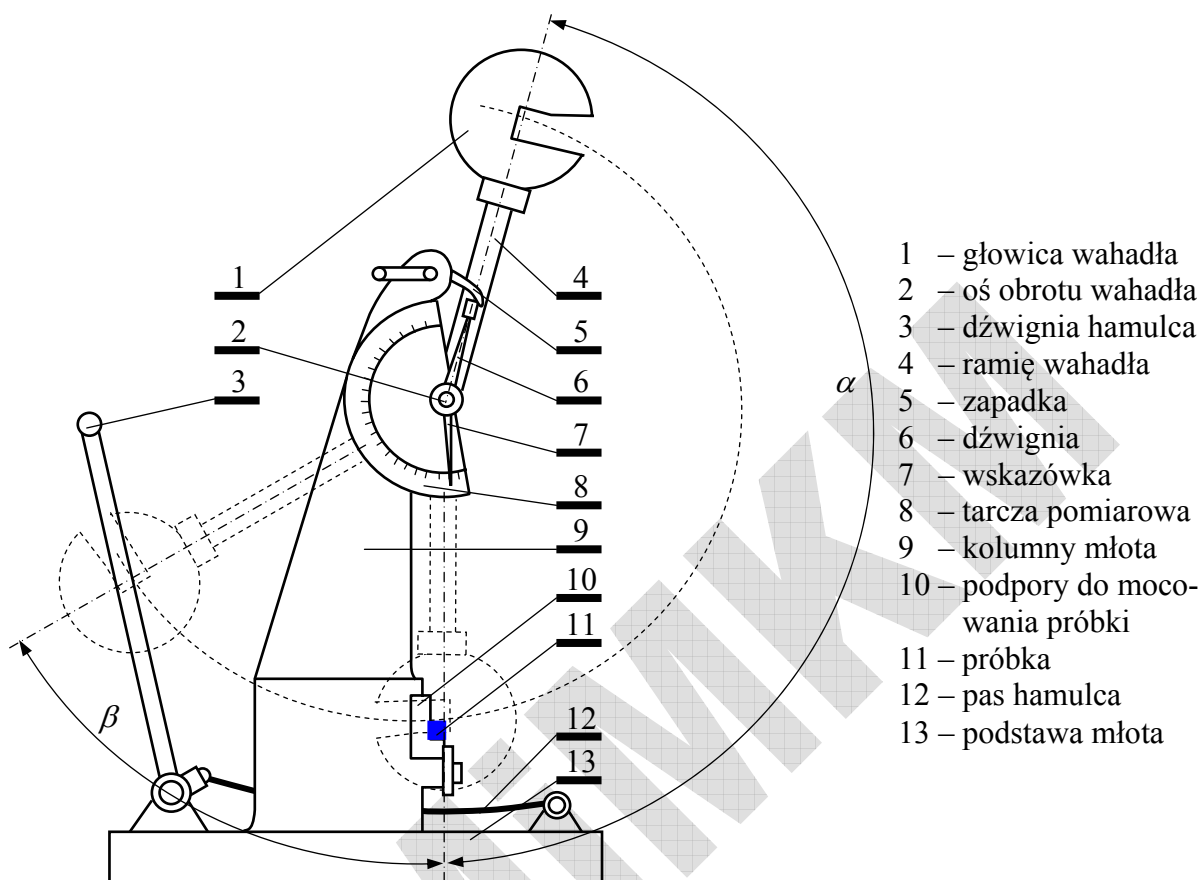 1
2
3
4
5
6
7
8
9
10
11
12
13
α
β
1 – głowica wahadła
2 – oś obrotu wahadła
3 – dźwignia hamulca
4 – ramię wahadła
5 – zapadka
6 – dźwignia
7 – wskazówka
8 – tarcza pomiarowa
9 – kolumny młota
10 – podpory do moco-
wania próbki
11 – próbka
12 – pas hamulca
13 – podstawa młota